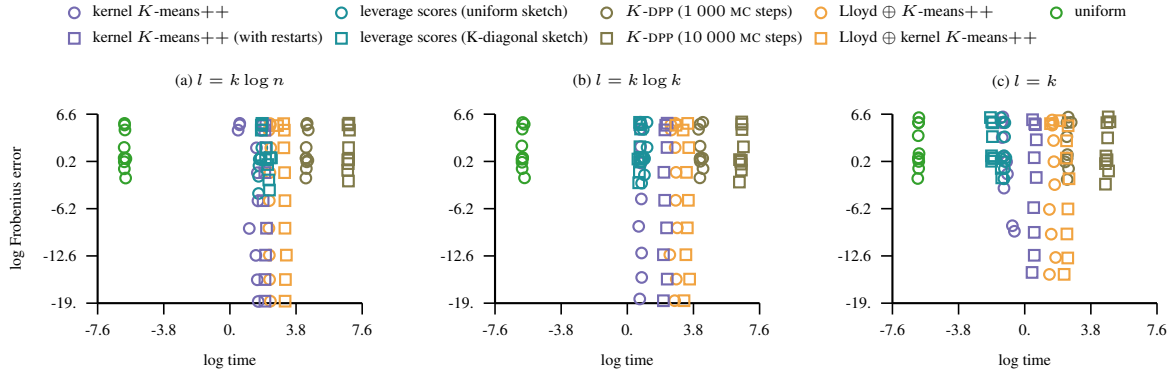 kernel K-means++ leverage scores (uniform sketch) K-DPP (1 000 MC steps) Lloyd ⊕ K-means++ uniform
kernel K-means++ (with restarts) leverage scores (K-diagonal sketch) K-DPP (10 000 MC steps) Lloyd ⊕ kernel K-means++
(a) l = k log n (b) l = k log k (c) l = k
6.6 6.6 6.6
0.2 0.2 0.2
-6.2 -6.2 -6.2
-12.6 -12.6 -12.6
-19. -19. -19.
log Frobenius error
-7.6 -3.8 0. 3.8 7.6 -7.6 -3.8 0. 3.8 7.6 -7.6 -3.8 0. 3.8 7.6
log time log time log time